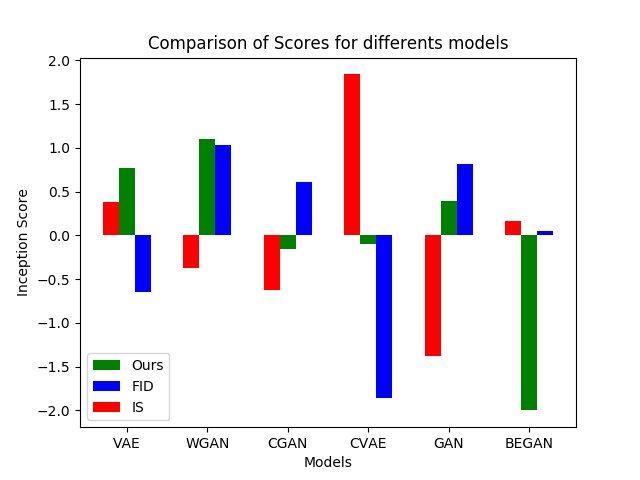 Comparison of Scores for differents models
Inception Score
2.0
1.5
1.0
0.5
0.0
−0.5
−1.0
−1.5
−2.0
Ours
FID
IS
VAE WGAN CGAN CVAE GAN BEGAN
Models